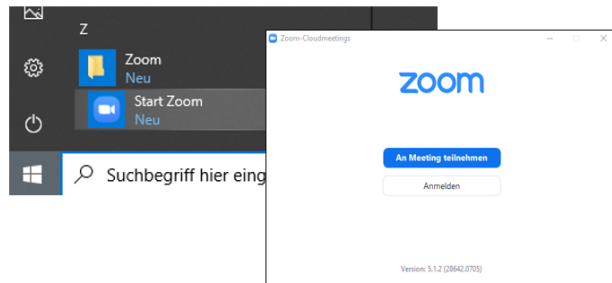 Z
Zoom
Neu
Start Zoom
Neu
Suchbegriff hier eing
Zoom-Cloudmeetings
zoom
An Meeting teilnehmen
Anmelden
Version: 5.1.2 (28642.0705)